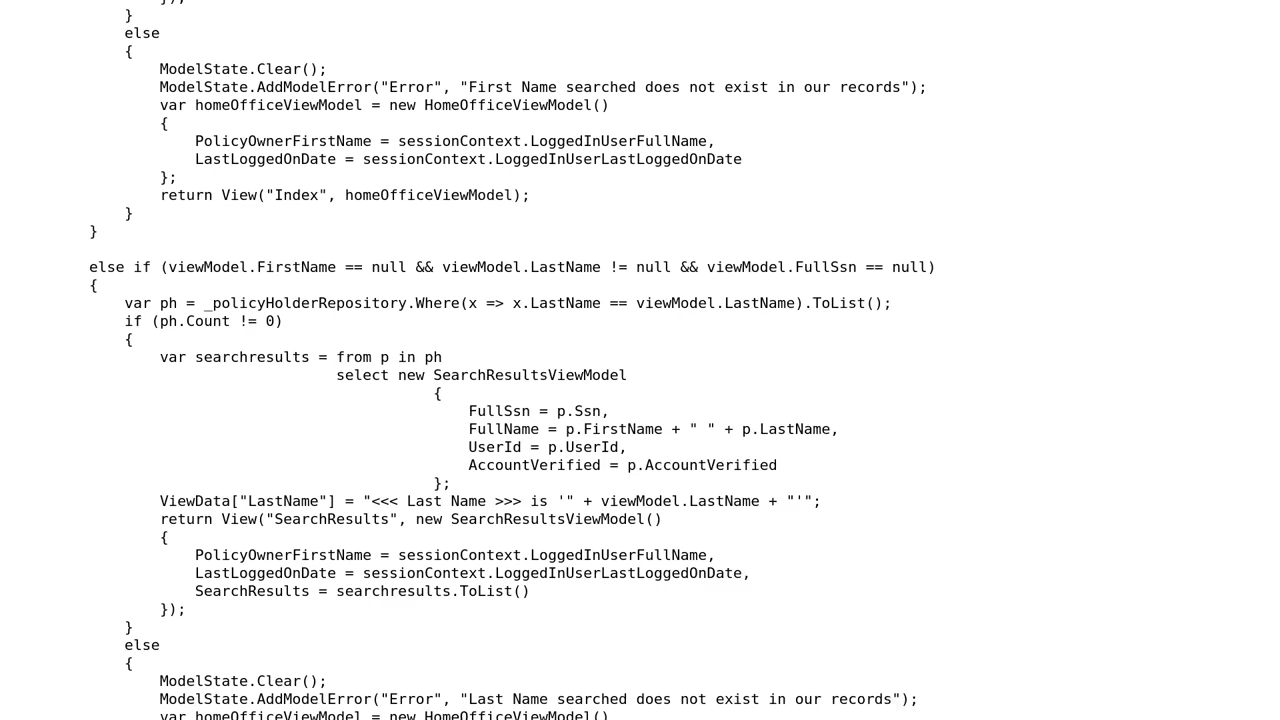 });
}
else
{
ModelState.Clear();
ModelState.AddModelError("Error", "First Name searched does not exist in our records");
var homeOfficeViewModel = new HomeOfficeViewModel()
{
PolicyOwnerFirstName = sessionContext.LoggedInUserFullName,
LastLoggedOnDate = sessionContext.LoggedInUserLastLoggedOnDate
};
return View("Index", homeOfficeViewModel);
}
}
else if (viewModel.FirstName == null && viewModel.LastName != null && viewModel.FullSsn == null)
{
var ph = _policyHolderRepository.Where(x => x.LastName == viewModel.LastName).ToList();
if (ph.Count != 0)
{
var searchresults = from p in ph
select new SearchResultsViewModel
{
FullSsn = p.Ssn,
FullName = p.FirstName + " " + p.LastName,
UserId = p.UserId,
AccountVerified = p.AccountVerified
};
ViewData["LastName"] = "<<< Last Name >>> is '" + viewModel.LastName + "'";
return View("SearchResults", new SearchResultsViewModel()
{
PolicyOwnerFirstName = sessionContext.LoggedInUserFullName,
LastLoggedOnDate = sessionContext.LoggedInUserLastLoggedOnDate,
SearchResults = searchresults.ToList()
});
}
else
{
ModelState.Clear();
ModelState.AddModelError("Error", "Last Name searched does not exist in our records");
var homeOfficeViewModel = new HomeOfficeViewModel()